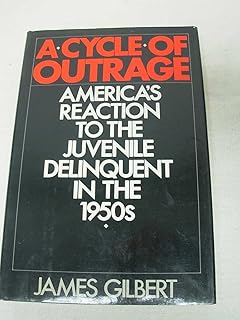 A·CYCLE·OF
OUTRAGE
AMERICA'S
REACTION
TO THE
JUVENILE
DELINQUENT
IN THE
1950s
JAMES GILBERT